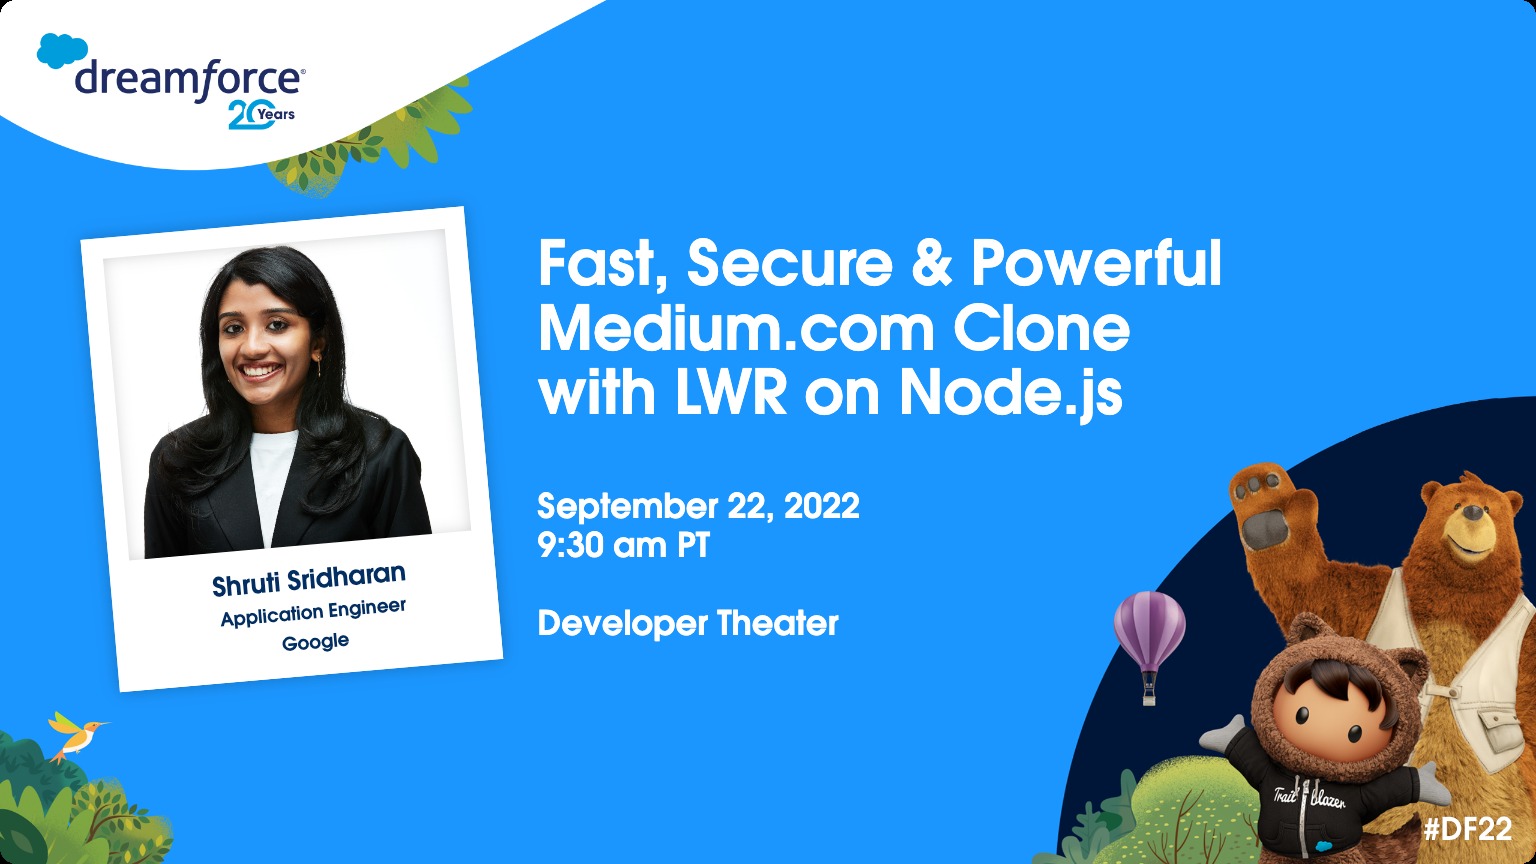 dreamforce
20 Years
Fast, Secure & Powerful
Medium.com Clone
with LWR on Node.js
September 22, 2022
9:30 am PT
Developer Theater
Shruti Sridharan
Application Engineer
Google
Trailblazer
#DF22